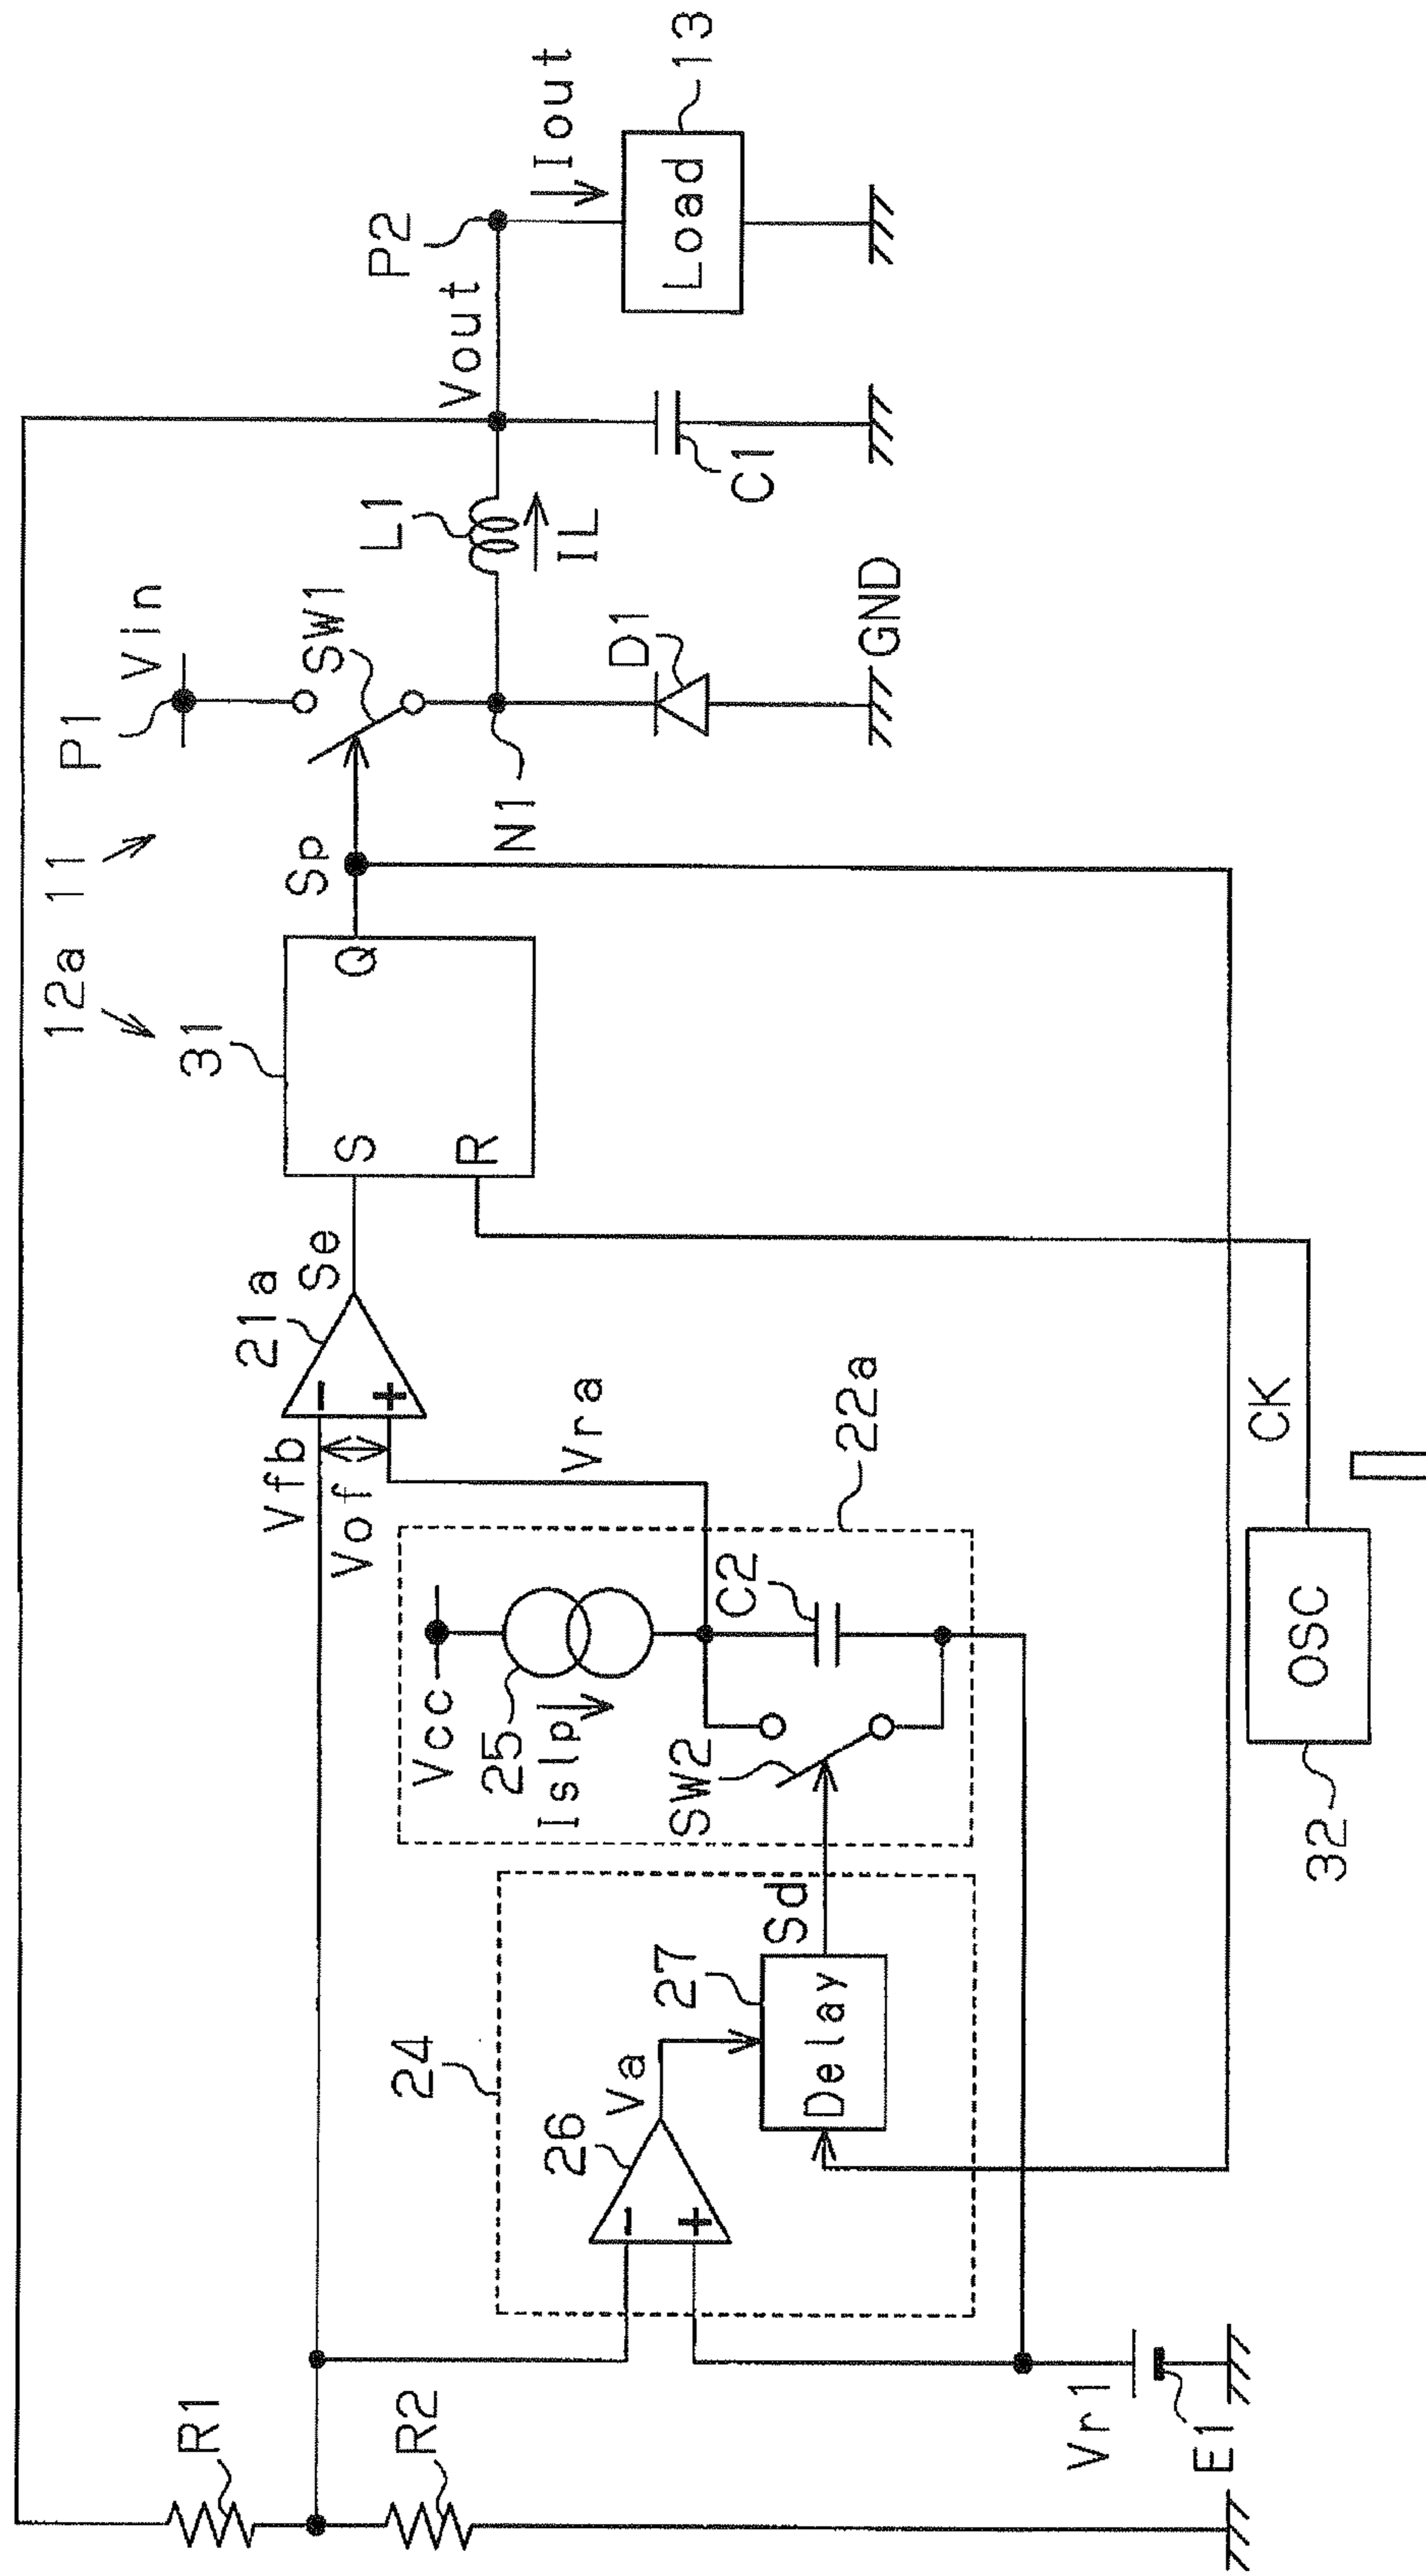 12a
11
P1
Vin
SW1
L1
IL
Vout
P2
Iout
Load
13
C1
D1
GND
N1
Sp
31
S
Q
R
Se
21a
−
+
Vfb
Vof
Vra
22a
Vcc
25
Islp
C2
SW2
24
26
−
+
Va
27
Delay
Sd
R1
R2
Vr1
E1
OSC
32
CK